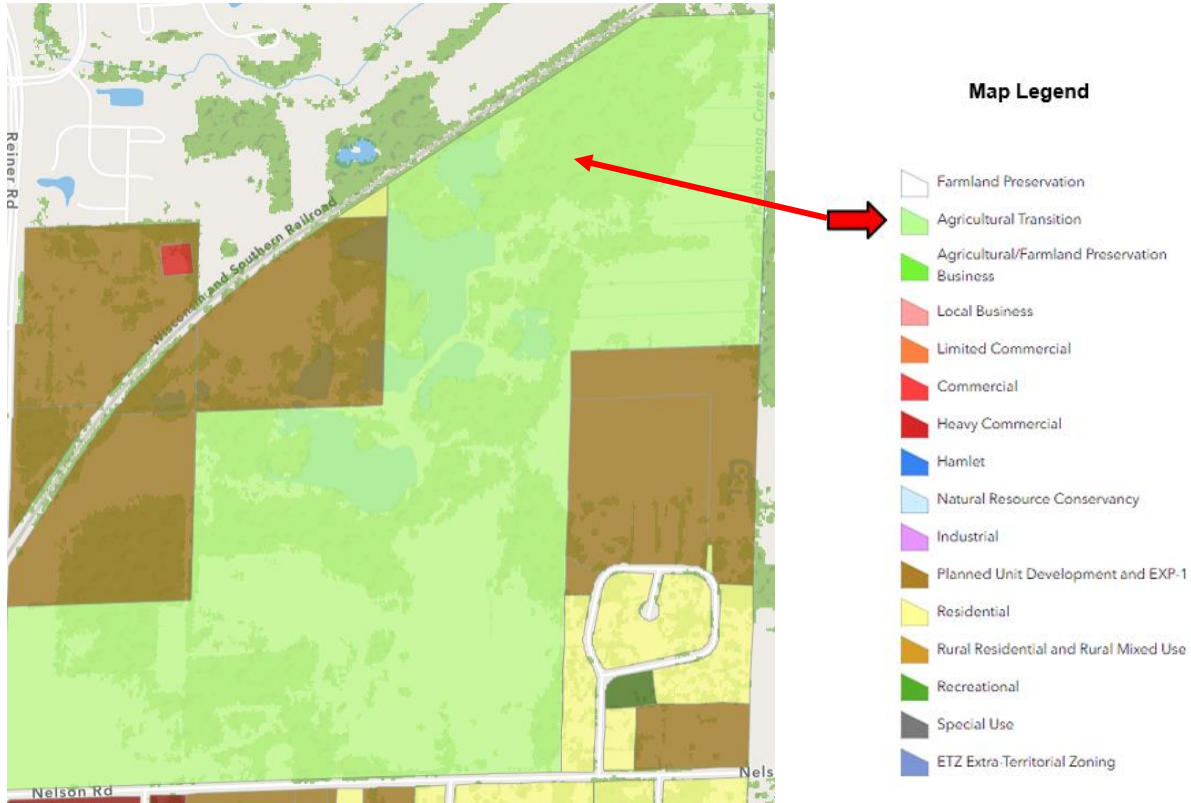 Reiner Rd
Wisconsin and Southern Railroad
Koshkonong Creek
Nelson Rd
Nels
Map Legend
Farmland Preservation
Agricultural Transition
Agricultural/Farmland Preservation
Business
Local Business
Limited Commercial
Commercial
Heavy Commercial
Hamlet
Natural Resource Conservancy
Industrial
Planned Unit Development and EXP-1
Residential
Rural Residential and Rural Mixed Use
Recreational
Special Use
ETZ Extra-Territorial Zoning